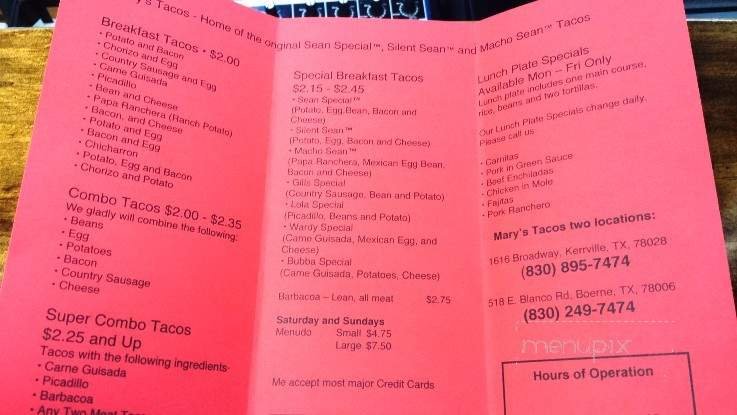 y's Tacos - Home of the original Sean Special™, Silent Sean™ and Macho Sean™ Tacos
Breakfast Tacos • $2.00
• Potato and Bacon
• Chorizo and Egg
• Country Sausage and Egg
• Carne Guisada
• Picadillo
• Bean and Cheese
• Papa Ranchera (Ranch Potato)
• Bacon, and Cheese
• Potato and Egg
• Bacon and Egg
• Chicharron
• Potato, Egg and Bacon
• Chorizo and Potato
Combo Tacos $2.00 - $2.35
We gladly will combine the following:
• Beans
• Egg
• Potatoes
• Bacon
• Country Sausage
• Cheese
Super Combo Tacos
$2.25 and Up
Tacos with the following ingredients-
• Carne Guisada
• Picadillo
• Barbacoa
• Any Two Meat Taco
Special Breakfast Tacos
$2.15 - $2.45
• Sean Special™
(Potato, Egg,Bean, Bacon and
Cheese)
• Silent Sean™
(Potato, Egg, Bacon and Cheese)
• Macho Sean™
(Papa Ranchera, Mexican Egg Bean,
Bacon and Cheese)
• Gills Special
(Country Sausage, Bean and Potato)
• Lola Special
(Picadillo, Beans and Potato)
• Wardy Special
(Carne Guisada, Mexican Egg, and
Cheese)
• Bubba Special
(Carne Guisada, Potatoes, Cheese)
Barbacoa – Lean, all meat $2.75
Saturday and Sundays
Menudo Small $4.75
Large $7.50
Me accept most major Credit Cards
Lunch Plate Specials
Available Mon – Fri Only
Lunch plate includes one main course,
rice, beans and two tortillas.
Our Lunch Plate Specials change daily.
Please call us
• Carnitas
• Pork in Green Sauce
• Beef Enchiladas
• Chicken in Mole
• Fajitas
• Pork Ranchero
Mary's Tacos two locations:
1616 Broadway, Kerrville, TX, 78028
(830) 895-7474
518 E. Blanco Rd, Boerne, TX, 78006
(830) 249-7474
menupix
Hours of Operation